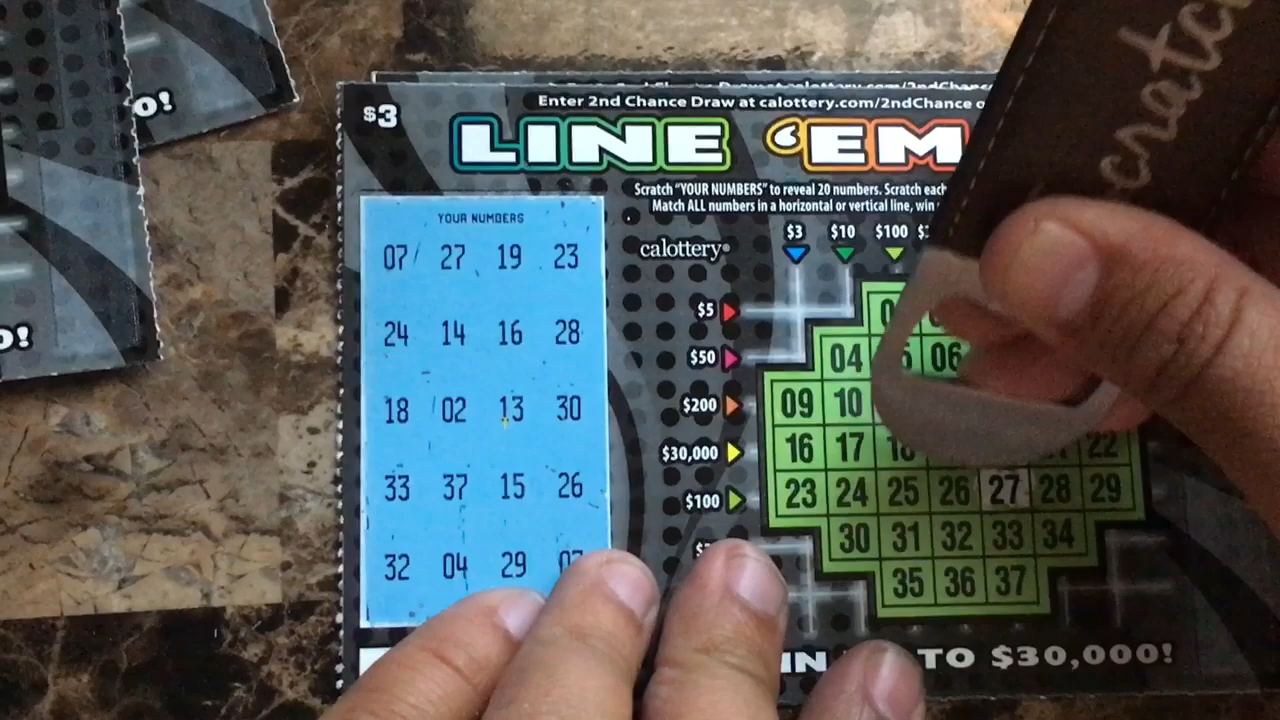 O!
O!
Enter 2nd Chance Draw at calottery.com/2ndChance
$3
LINE 'EM
Scratch "YOUR NUMBERS" to reveal 20 numbers. Scratch each
Match ALL numbers in a horizontal or vertical line, win
YOUR NUMBERS
07 27 19 23
24 14 16 28
18 02 13 30
33 37 15 26
32 04 29
calottery®
$3 $10 $100
$5
$50 04 06
$200 09 10
$30,000 16 17 18 22
$100 23 24 25 26 27 28 29
30 31 32 33 34
35 36 37
TO $30,000!